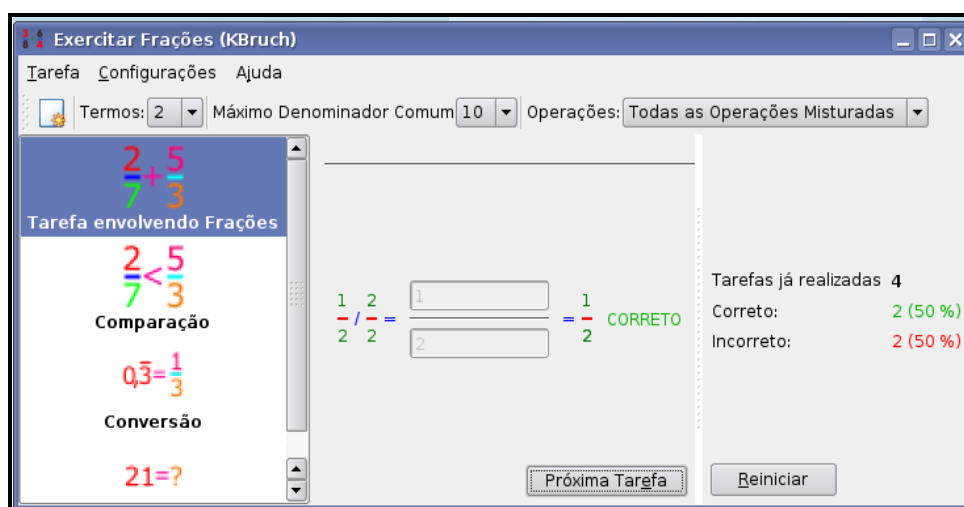 Exercitar Frações (KBruch)
Tarefa Configurações Ajuda
Termos: 2 Máximo Denominador Comum 10 Operações: Todas as Operações Misturadas
2/7 + 5/3
Tarefa envolvendo Frações
2/7 < 5/3
Comparação
0,3̅ = 1/3
Conversão
21=?
1/2 / 2/2 = 1/2 = 1/2 CORRETO
Próxima Tarefa
Tarefas já realizadas 4
Correto: 2 (50 %)
Incorreto: 2 (50 %)
Reiniciar